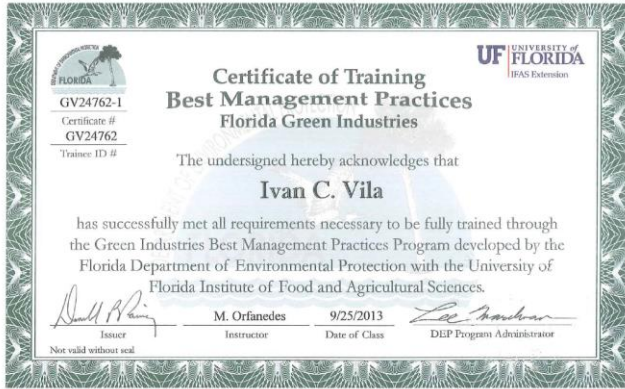 FLORIDA
GV24762-1
Certificate #
GV24762
Trainee ID #
UF UNIVERSITY of
FLORIDA
IFAS Extension
Certificate of Training
Best Management Practices
Florida Green Industries
The undersigned hereby acknowledges that
Ivan C. Vila
has successfully met all requirements necessary to be fully trained through
the Green Industries Best Management Practices Program developed by the
Florida Department of Environmental Protection with the University of
Florida Institute of Food and Agricultural Sciences.
M. Orfanedes 9/25/2013
Issuer Instructor Date of Class DEP Program Administrator
Not valid without seal